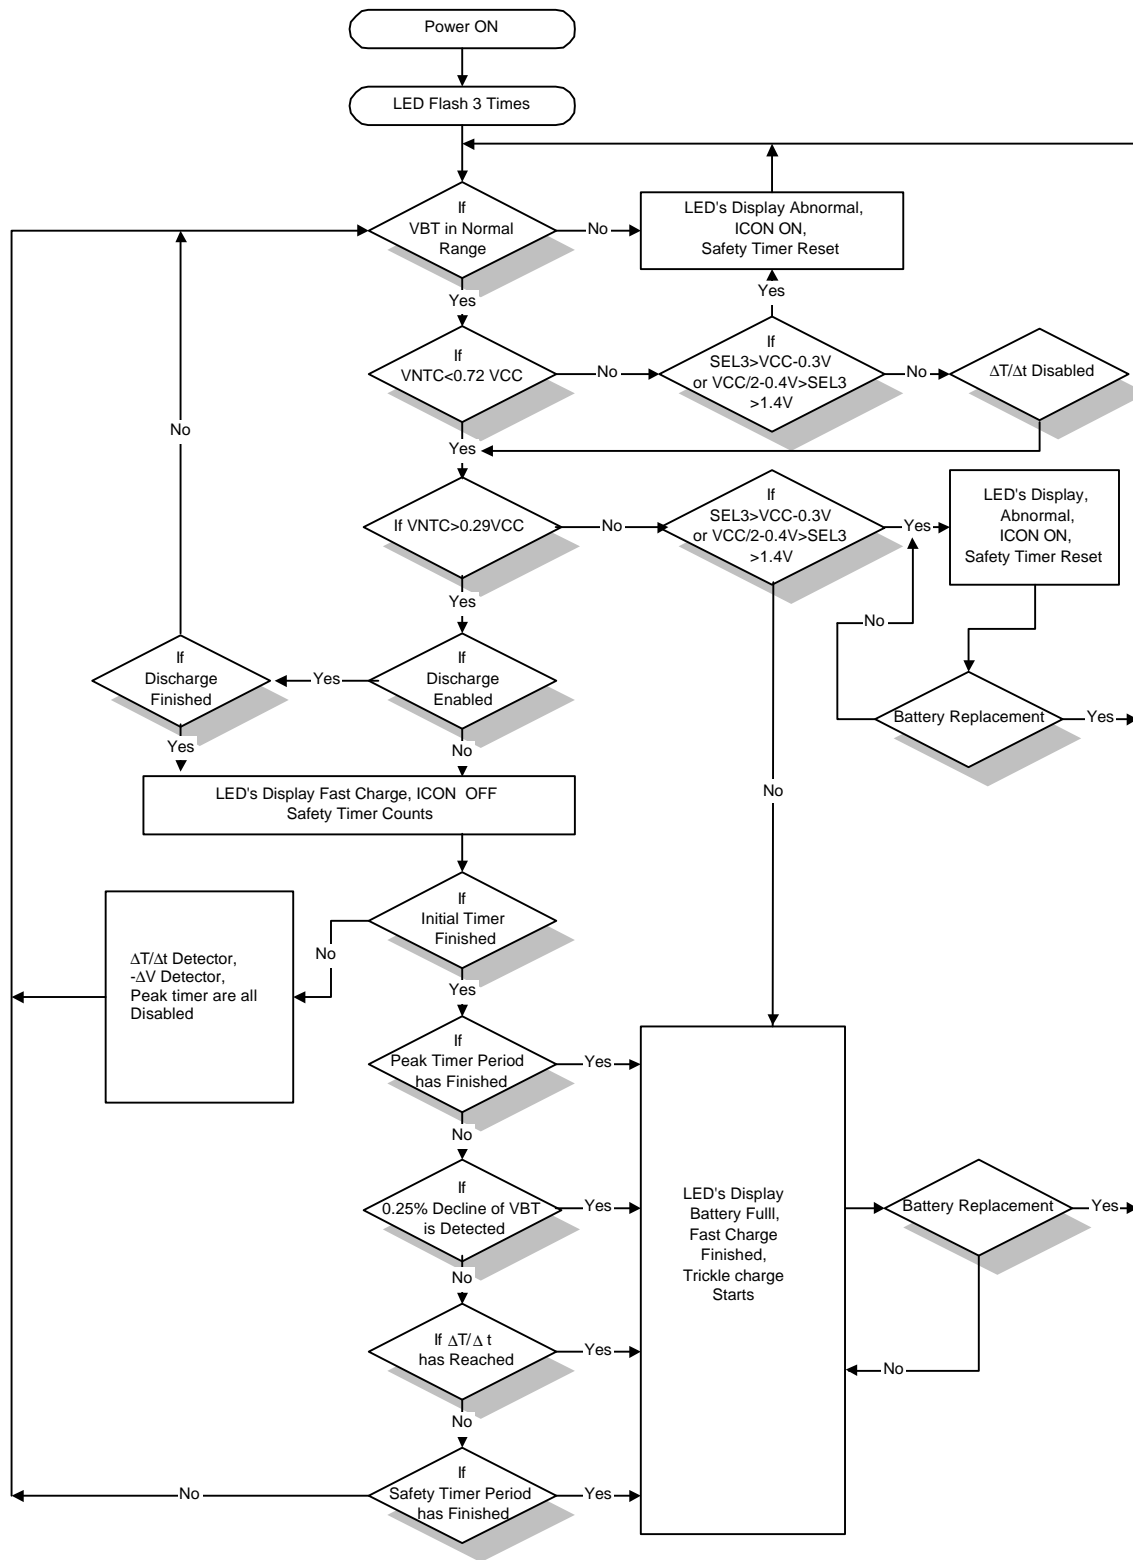 Power ON
LED Flash 3 Times
If
VBT in Normal
Range
No
LED's Display Abnormal,
ICON ON,
Safety Timer Reset
Yes
Yes
If
VNTC<0.72 VCC
No
If
SEL3>VCC-0.3V
or VCC/2-0.4V>SEL3
>1.4V
No
ΔT/Δt Disabled
No
Yes
If VNTC>0.29VCC
No
If
SEL3>VCC-0.3V
or VCC/2-0.4V>SEL3
>1.4V
Yes
LED's Display,
Abnormal,
ICON ON,
Safety Timer Reset
Yes
No
If
Discharge
Finished
Yes
If
Discharge
Enabled
Battery Replacement
Yes
Yes
No
No
LED's Display Fast Charge, ICON OFF
Safety Timer Counts
If
Initial Timer
Finished
No
ΔT/Δt Detector,
-ΔV Detector,
Peak timer are all
Disabled
Yes
If
Peak Timer Period
has Finished
Yes
No
If
0.25% Decline of VBT
is Detected
Yes
LED's Display
Battery Fulll,
Fast Charge
Finished,
Trickle charge
Starts
Battery Replacement
Yes
No
If ΔT/Δ t
has Reached
Yes
No
No
If
Safety Timer Period
has Finished
No
Yes